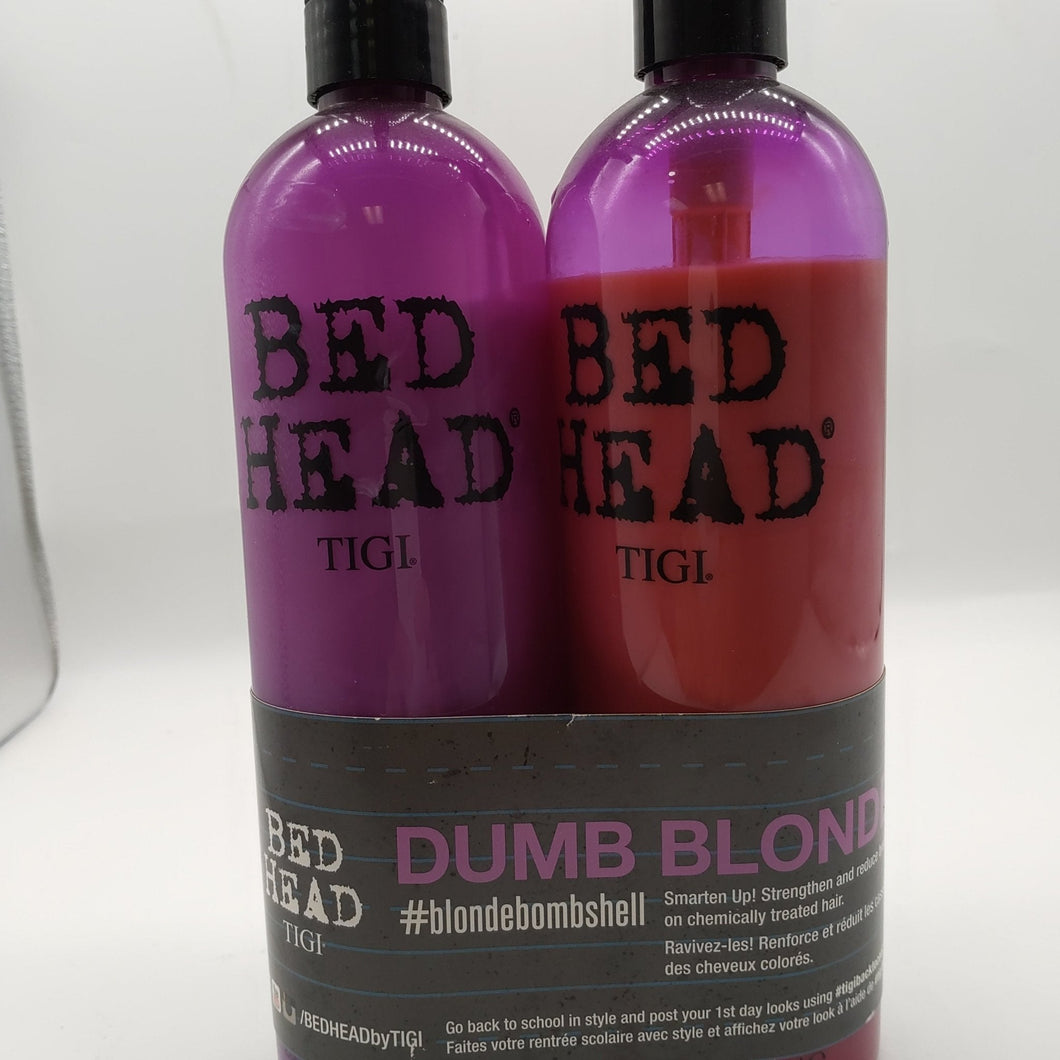 BED
HEAD®
TIGI®
BED
HEAD®
TIGI®
BED
HEAD
TIGI®
DUMB BLOND
#blondebombshell
Smarten Up! Strengthen and reduce
on chemically treated hair.
Ravivez-les! Renforce et réduit les
des cheveux colorés.
/BEDHEADbyTIGI
Go back to school in style and post your 1st day looks using
Faites votre rentrée scolaire avec style et affichez votre look à l'aide de